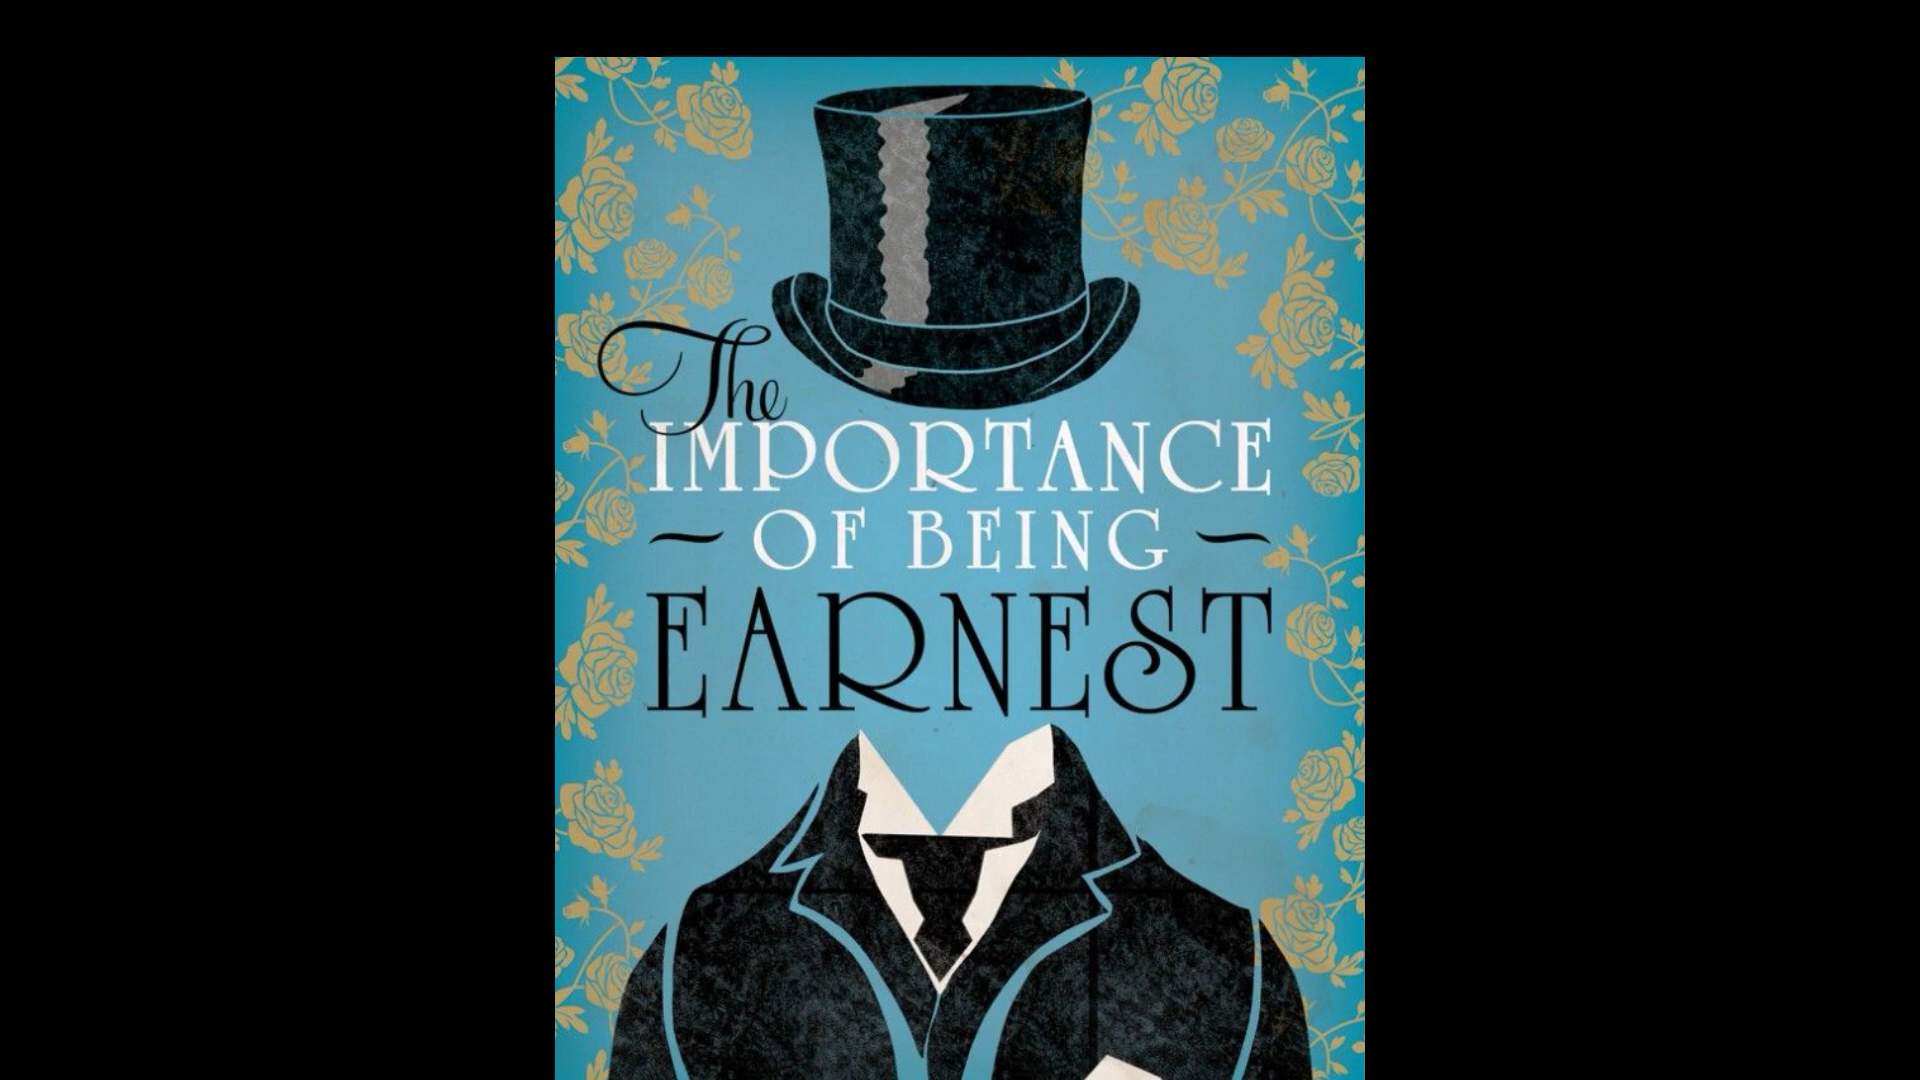 The
IMPORTANCE
~ OF BEING ~
EARNEST